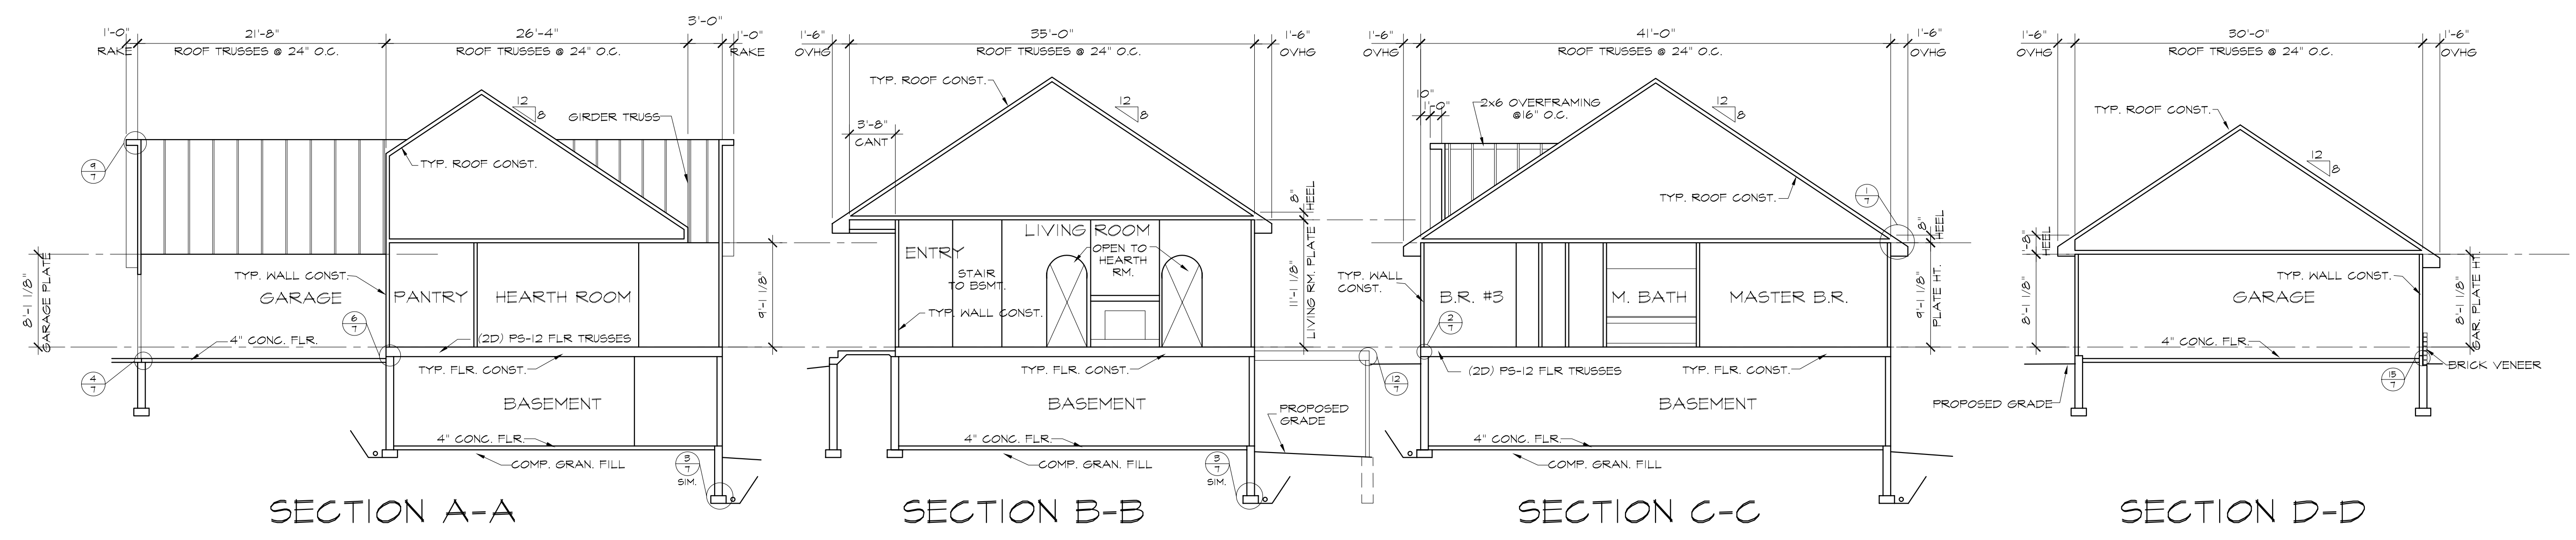 1'-0"
RAKE
21'-8"
ROOF TRUSSES @ 24" O.C.
26'-4"
ROOF TRUSSES @ 24" O.C.
3'-0"
1'-0"
RAKE
12
8
GIRDER TRUSS
TYP. ROOF CONST.
9
7
8'-1 1/8"
GARAGE PLATE
TYP. WALL CONST.
GARAGE
PANTRY
HEARTH ROOM
9'-1 1/8"
6
7
4" CONC. FLR.
(2D) PS-12 FLR TRUSSES
4
7
TYP. FLR. CONST.
BASEMENT
4" CONC. FLR.
COMP. GRAN. FILL
3
7
SIM.
SECTION A-A
1'-6"
OVHG
35'-0"
ROOF TRUSSES @ 24" O.C.
1'-6"
OVHG
TYP. ROOF CONST.
12
8
3'-8"
CANT
8"
HEEL
LIVING ROOM
ENTRY
OPEN TO
HEARTH
RM.
STAIR
TO BSMT.
11'-1 1/8"
LIVING RM. PLATE HT.
TYP. WALL CONST.
TYP. FLR. CONST.
12
7
BASEMENT
PROPOSED
GRADE
4" CONC. FLR.
COMP. GRAN. FILL
3
7
SIM.
SECTION B-B
1'-6"
OVHG
41'-0"
ROOF TRUSSES @ 24" O.C.
1'-6"
OVHG
10"
1'-0"
2x6 OVERFRAMING
@16" O.C.
12
8
TYP. ROOF CONST.
1
7
8"
HEEL
TYP. WALL
CONST.
B.R. #3
M. BATH
MASTER B.R.
9'-1 1/8"
PLATE HT.
2
7
(2D) PS-12 FLR TRUSSES
TYP. FLR. CONST.
BASEMENT
4" CONC. FLR.
COMP. GRAN. FILL
SECTION C-C
1'-6"
OVHG
30'-0"
ROOF TRUSSES @ 24" O.C.
1'-6"
OVHG
TYP. ROOF CONST.
12
8
1'-8"
HEEL
TYP. WALL CONST.
GARAGE
8'-1 1/8"
8'-1 1/8"
GAR. PLATE HT.
4" CONC. FLR.
BRICK VENEER
15
7
PROPOSED GRADE
SECTION D-D